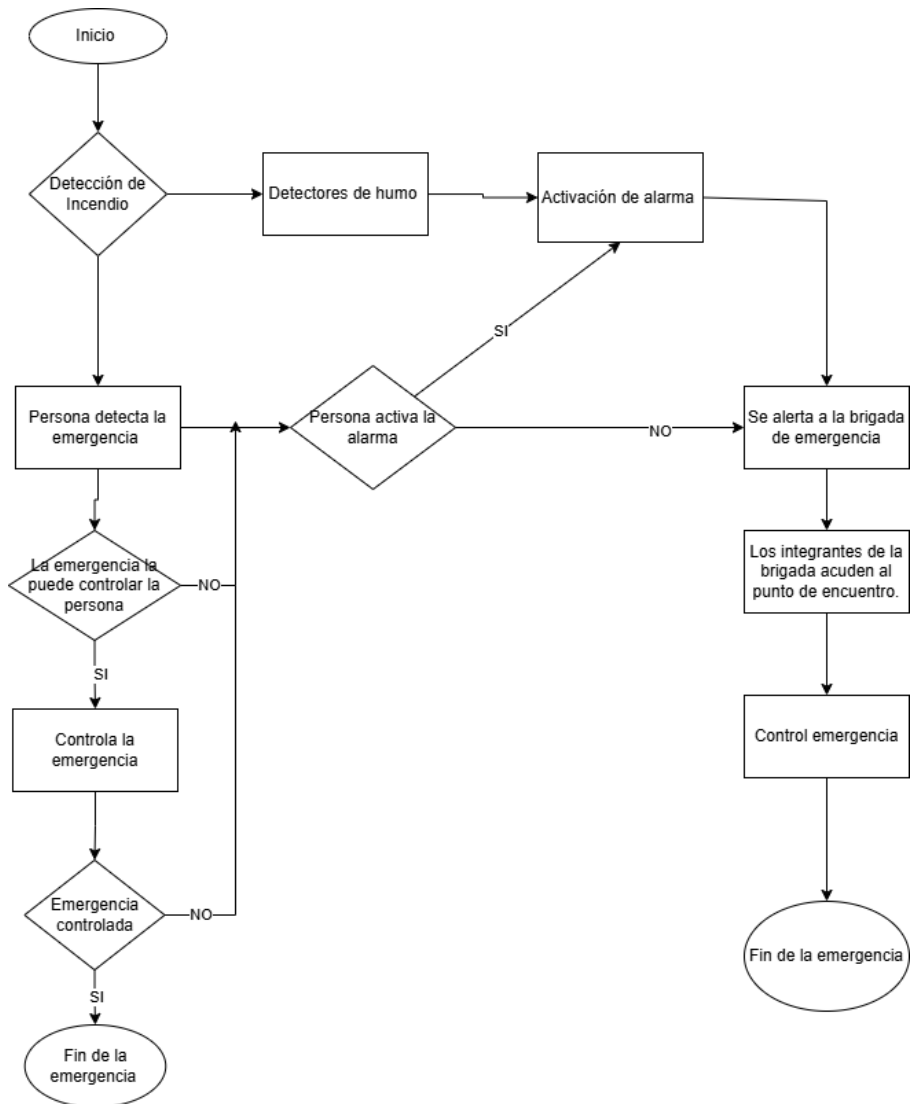 Inicio
Detección de
Incendio
Detectores de humo
Activación de alarma
SI
Persona detecta la
emergencia
Persona activa la
alarma
NO
Se alerta a la brigada
de emergencia
La emergencia la
puede controlar la
persona
NO
Los integrantes de la
brigada acuden al
punto de encuentro.
SI
Controla la
emergencia
Control emergencia
Emergencia
controlada
NO
Fin de la emergencia
SI
Fin de la
emergencia